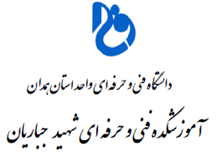 دانشگاه فنی و حرفه ای واحد استان همدان
آموزشکده فنی و حرفه ای شهید جباریان